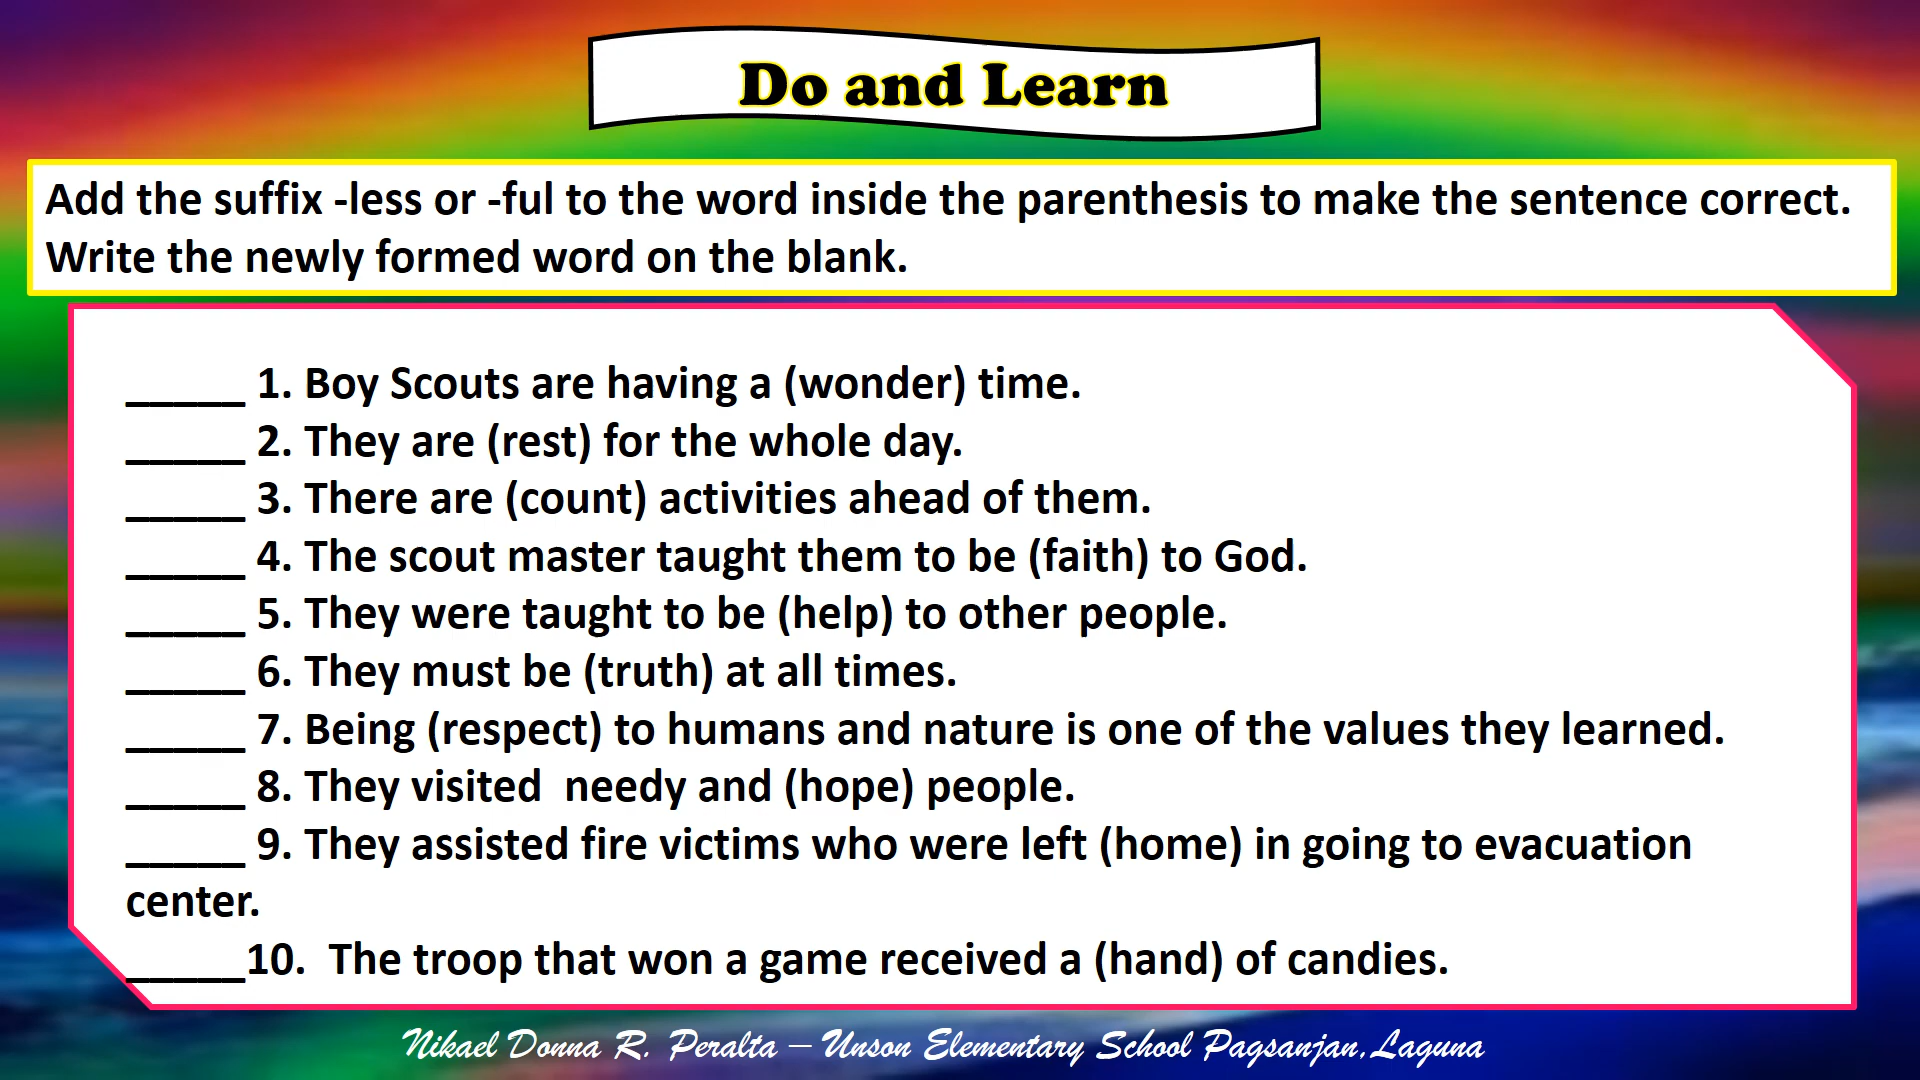 Do and Learn
Add the suffix -less or -ful to the word inside the parenthesis to make the sentence correct.
Write the newly formed word on the blank.
_____ 1. Boy Scouts are having a (wonder) time.
_____ 2. They are (rest) for the whole day.
_____ 3. There are (count) activities ahead of them.
_____ 4. The scout master taught them to be (faith) to God.
_____ 5. They were taught to be (help) to other people.
_____ 6. They must be (truth) at all times.
_____ 7. Being (respect) to humans and nature is one of the values they learned.
_____ 8. They visited  needy and (hope) people.
_____ 9. They assisted fire victims who were left (home) in going to evacuation
center.
_____10.  The troop that won a game received a (hand) of candies.
Nikael Donna R. Peralta – Unson Elementary School Pagsanjan, Laguna